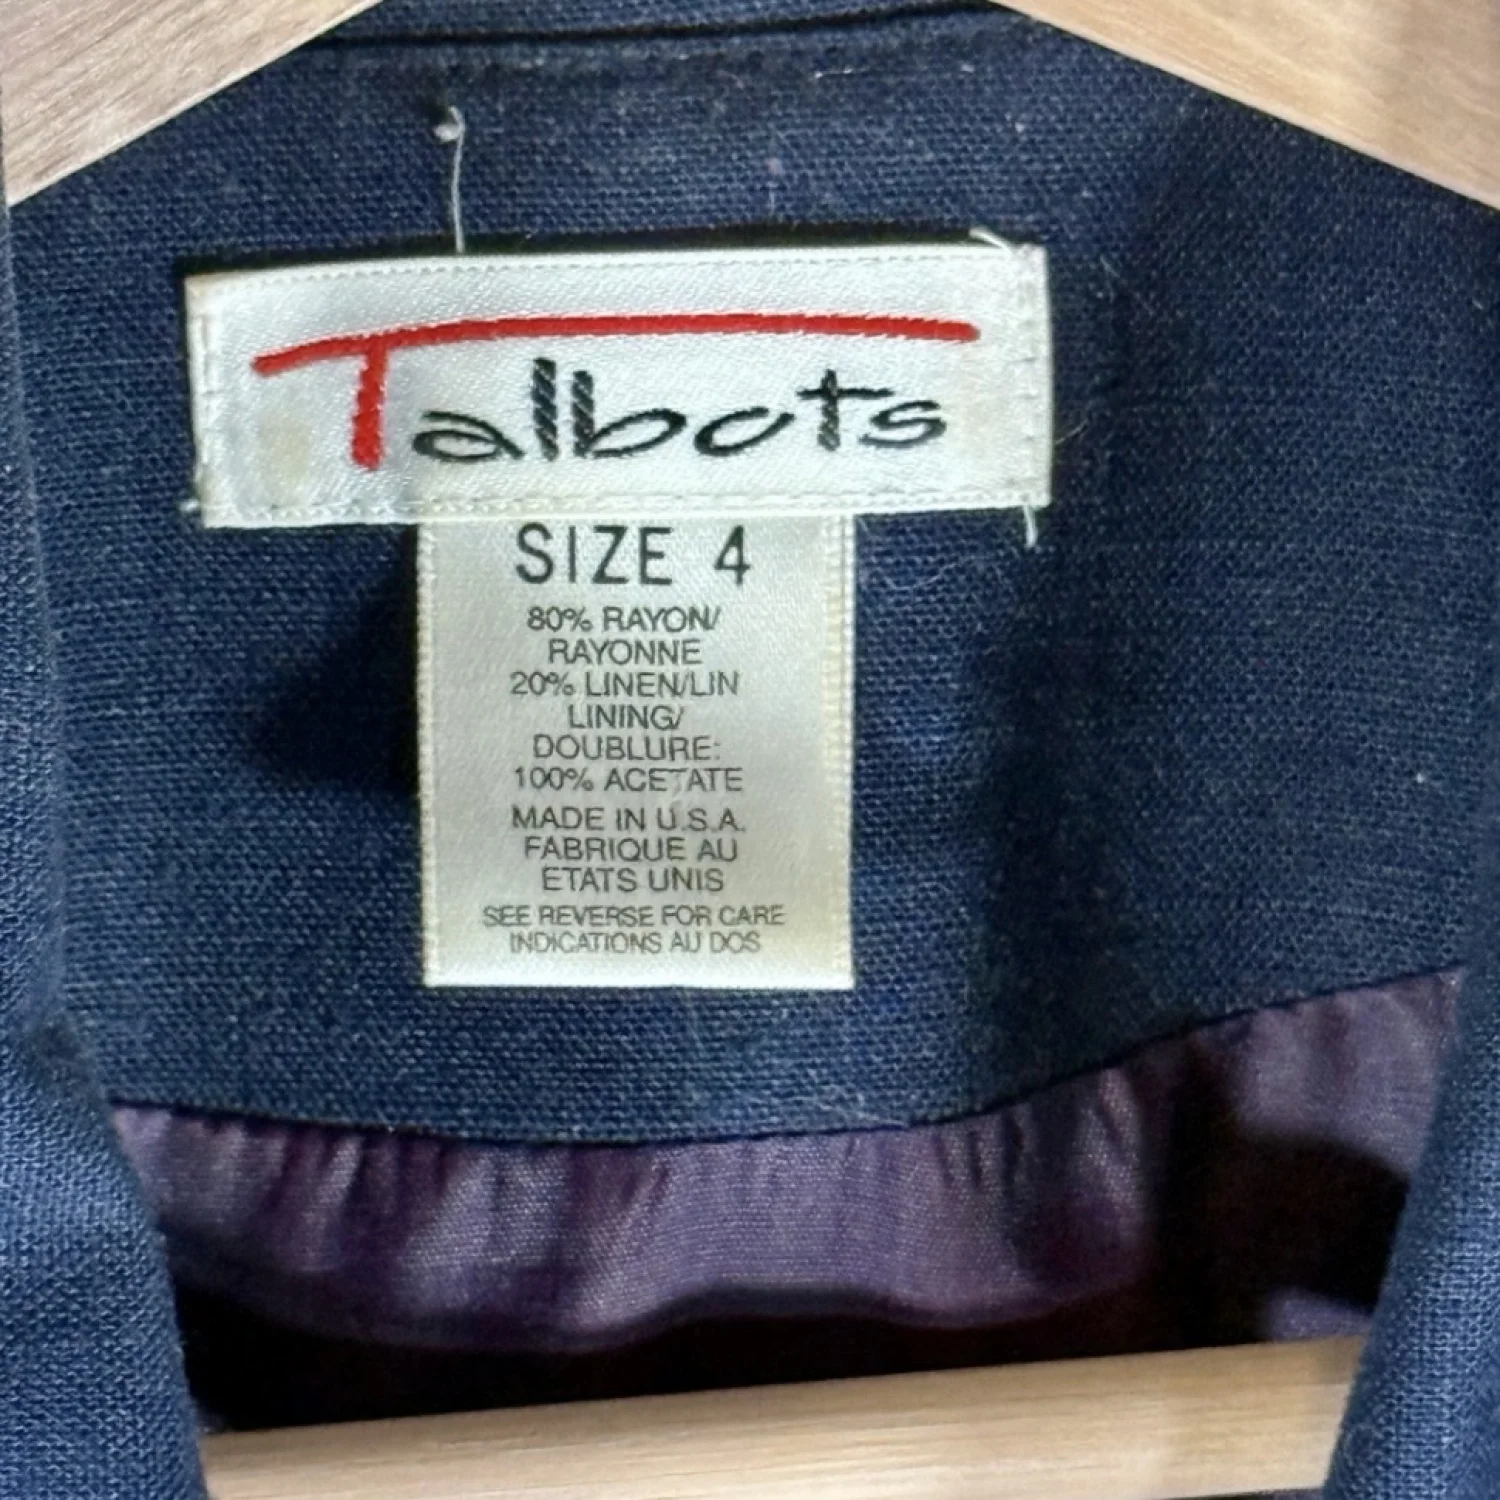 Talbots
SIZE 4
80% RAYON/
RAYONNE
20% LINEN/LIN
LINING/
DOUBLURE:
100% ACETATE
MADE IN U.S.A.
FABRIQUE AU
ETATS UNIS
SEE REVERSE FOR CARE
INDICATIONS AU DOS